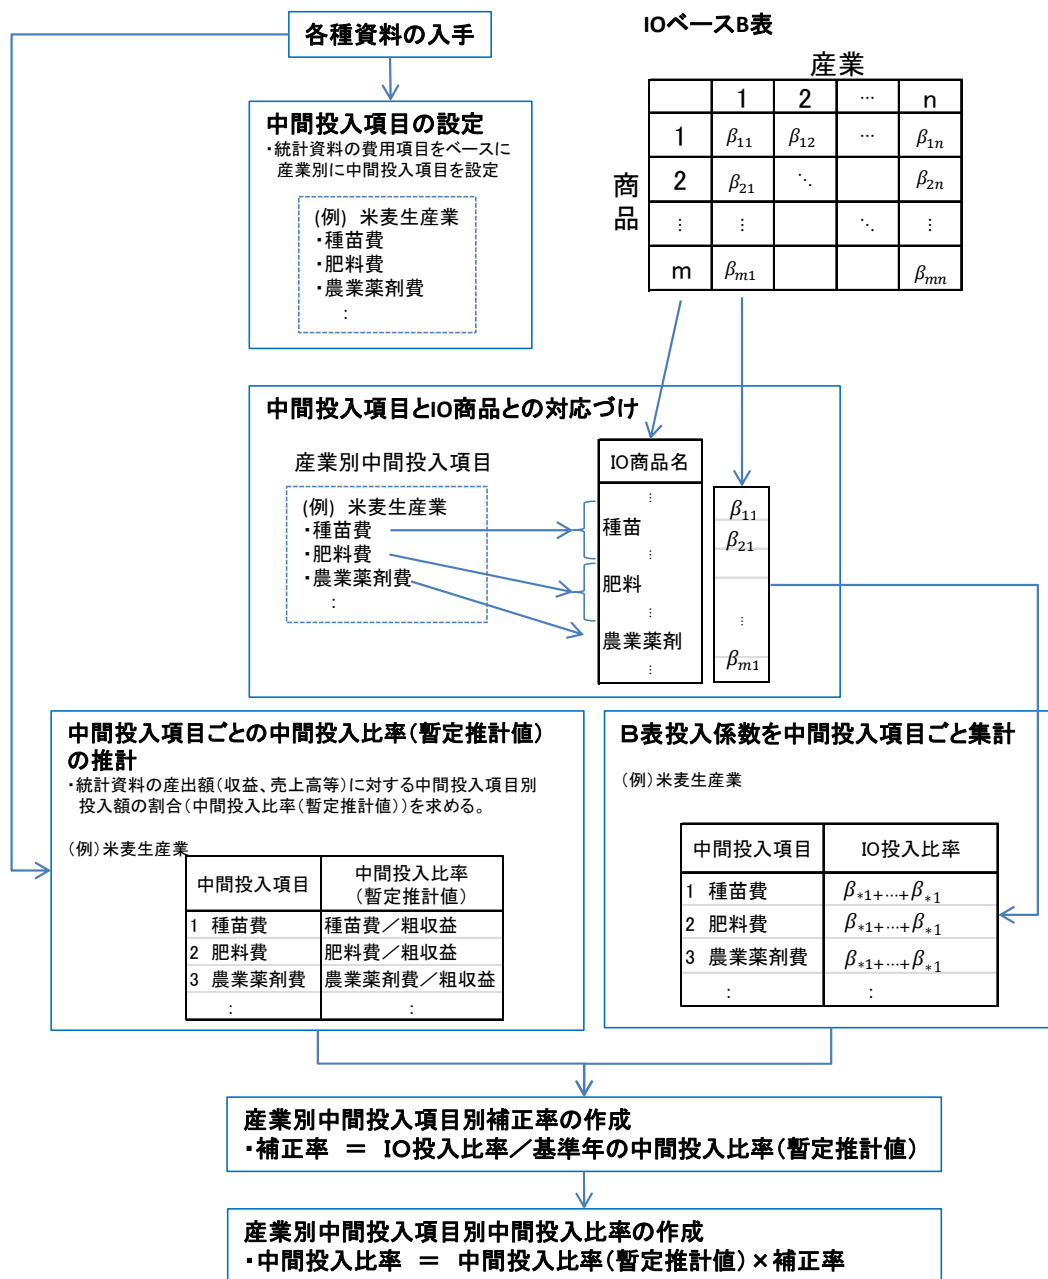 各種資料の入手
IOベースB表
産業
1 2 … n
商品
1 β11 β12 … β1n
2 β21 ⋱ β2n
⋮ ⋮ ⋱ ⋮
m βm1 βmn
中間投入項目の設定
・統計資料の費用項目をベースに
産業別に中間投入項目を設定
(例) 米麦生産業
・種苗費
・肥料費
・農業薬剤費
:
中間投入項目とIO商品との対応づけ
産業別中間投入項目
(例) 米麦生産業
・種苗費
・肥料費
・農業薬剤費
:
IO商品名
⋮
種苗
⋮
肥料
⋮
農業薬剤
⋮
β11
β21
⋮
βm1
中間投入項目ごとの中間投入比率(暫定推計値)
の推計
・統計資料の産出額(収益、売上高等)に対する中間投入項目別
投入額の割合(中間投入比率(暫定推計値))を求める。
(例)米麦生産業
中間投入項目 中間投入比率
(暫定推計値)
1 種苗費 種苗費/粗収益
2 肥料費 肥料費/粗収益
3 農業薬剤費 農業薬剤費/粗収益
: :
B表投入係数を中間投入項目ごと集計
(例)米麦生産業
中間投入項目 IO投入比率
1 種苗費 β*1+…+β*1
2 肥料費 β*1+…+β*1
3 農業薬剤費 β*1+…+β*1
: :
産業別中間投入項目別補正率の作成
・補正率 = IO投入比率/基準年の中間投入比率(暫定推計値)
産業別中間投入項目別中間投入比率の作成
・中間投入比率 = 中間投入比率(暫定推計値)×補正率